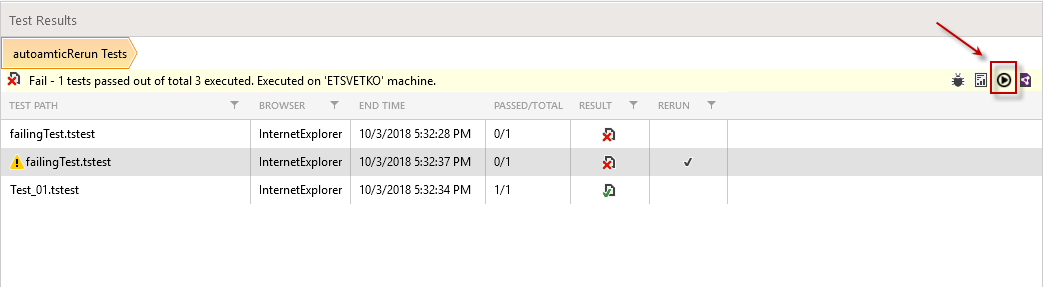 Test Results
autoamticRerun Tests
Fail - 1 tests passed out of total 3 executed. Executed on 'ETSVETKO' machine.
TEST PATH BROWSER END TIME PASSED/TOTAL RESULT RERUN
failingTest.tstest InternetExplorer 10/3/2018 5:32:28 PM 0/1
failingTest.tstest InternetExplorer 10/3/2018 5:32:37 PM 0/1
Test_01.tstest InternetExplorer 10/3/2018 5:32:34 PM 1/1